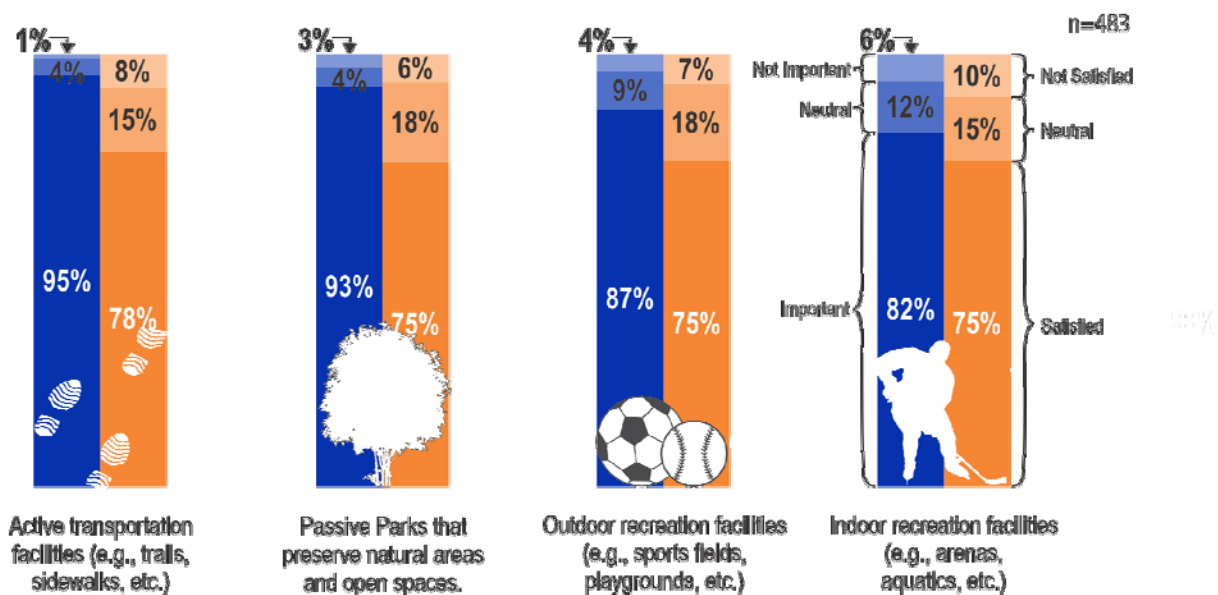 n=483
1%
4%
95%
8%
15%
78%
3%
4%
93%
6%
18%
75%
4%
9%
87%
7%
18%
75%
6%
12%
82%
10%
15%
75%
Not Important
Neutral
Important
Not Satisfied
Neutral
Satisfied
Active transportation
facilities (e.g., trails,
sidewalks, etc.)
Passive Parks that
preserve natural areas
and open spaces.
Outdoor recreation facilities
(e.g., sports fields,
playgrounds, etc.)
Indoor recreation facilities
(e.g., arenas,
aquatics, etc.)